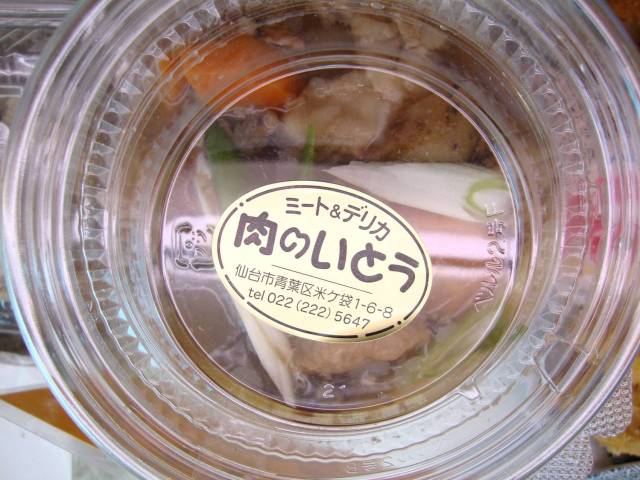 ミート&デリカ
肉のいとう
仙台市青葉区米ケ袋1-6-8
tel 022 (222) 5647
2